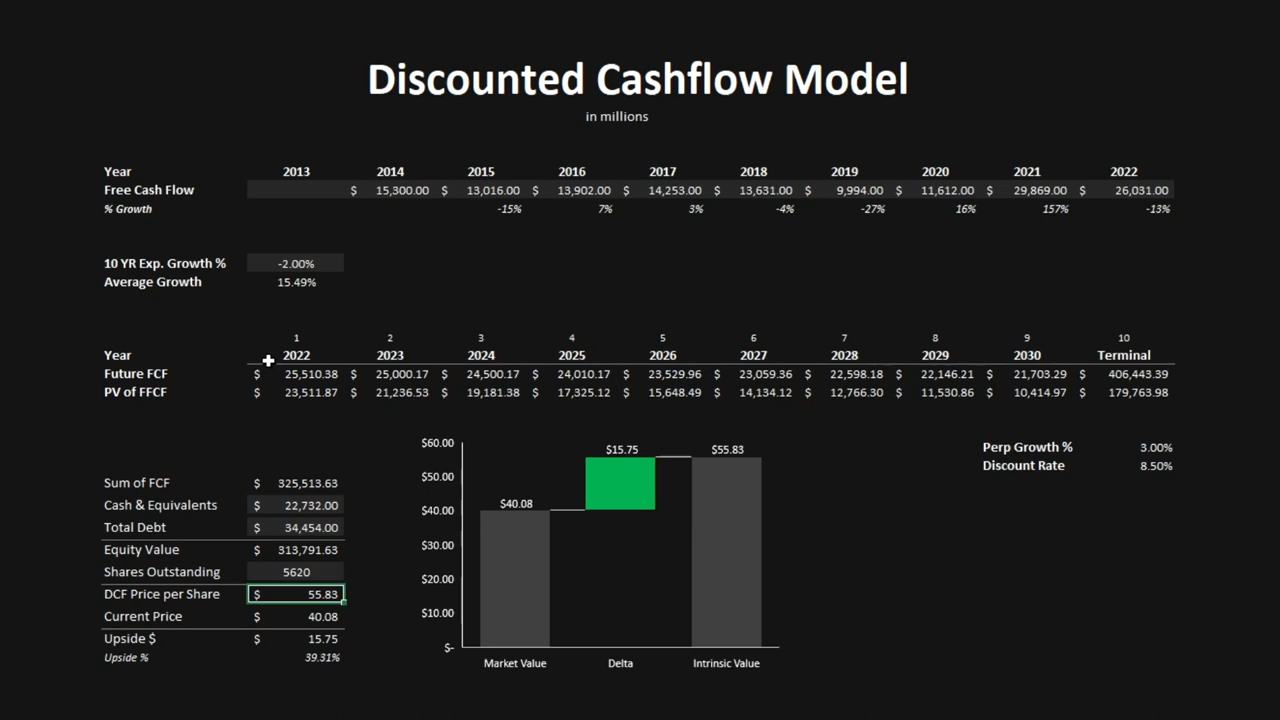 Discounted Cashflow Model
in millions
Year 2013 2014 2015 2016 2017 2018 2019 2020 2021 2022
Free Cash Flow $ 15,300.00 $ 13,016.00 $ 13,902.00 $ 14,253.00 $ 13,631.00 $ 9,994.00 $ 11,612.00 $ 29,869.00 $ 26,031.00
% Growth -15% 7% 3% -4% -27% 16% 157% -13%
10 YR Exp. Growth % -2.00%
Average Growth 15.49%
1 2 3 4 5 6 7 8 9 10
Year 2022 2023 2024 2025 2026 2027 2028 2029 2030 Terminal
Future FCF $ 25,510.38 $ 25,000.17 $ 24,500.17 $ 24,010.17 $ 23,529.96 $ 23,059.36 $ 22,598.18 $ 22,146.21 $ 21,703.29 $ 406,443.39
PV of FFCF $ 23,511.87 $ 21,236.53 $ 19,181.38 $ 17,325.12 $ 15,648.49 $ 14,134.12 $ 12,766.30 $ 11,530.86 $ 10,414.97 $ 179,763.98
Perp Growth % 3.00%
Discount Rate 8.50%
Sum of FCF $ 325,513.63
Cash & Equivalents $ 22,732.00
Total Debt $ 34,454.00
Equity Value $ 313,791.63
Shares Outstanding 5620
DCF Price per Share $ 55.83
Current Price $ 40.08
Upside $ $ 15.75
Upside % 39.31%
$60.00
$50.00
$40.00
$30.00
$20.00
$10.00
$-
$40.08 $15.75 $55.83
Market Value Delta Intrinsic Value